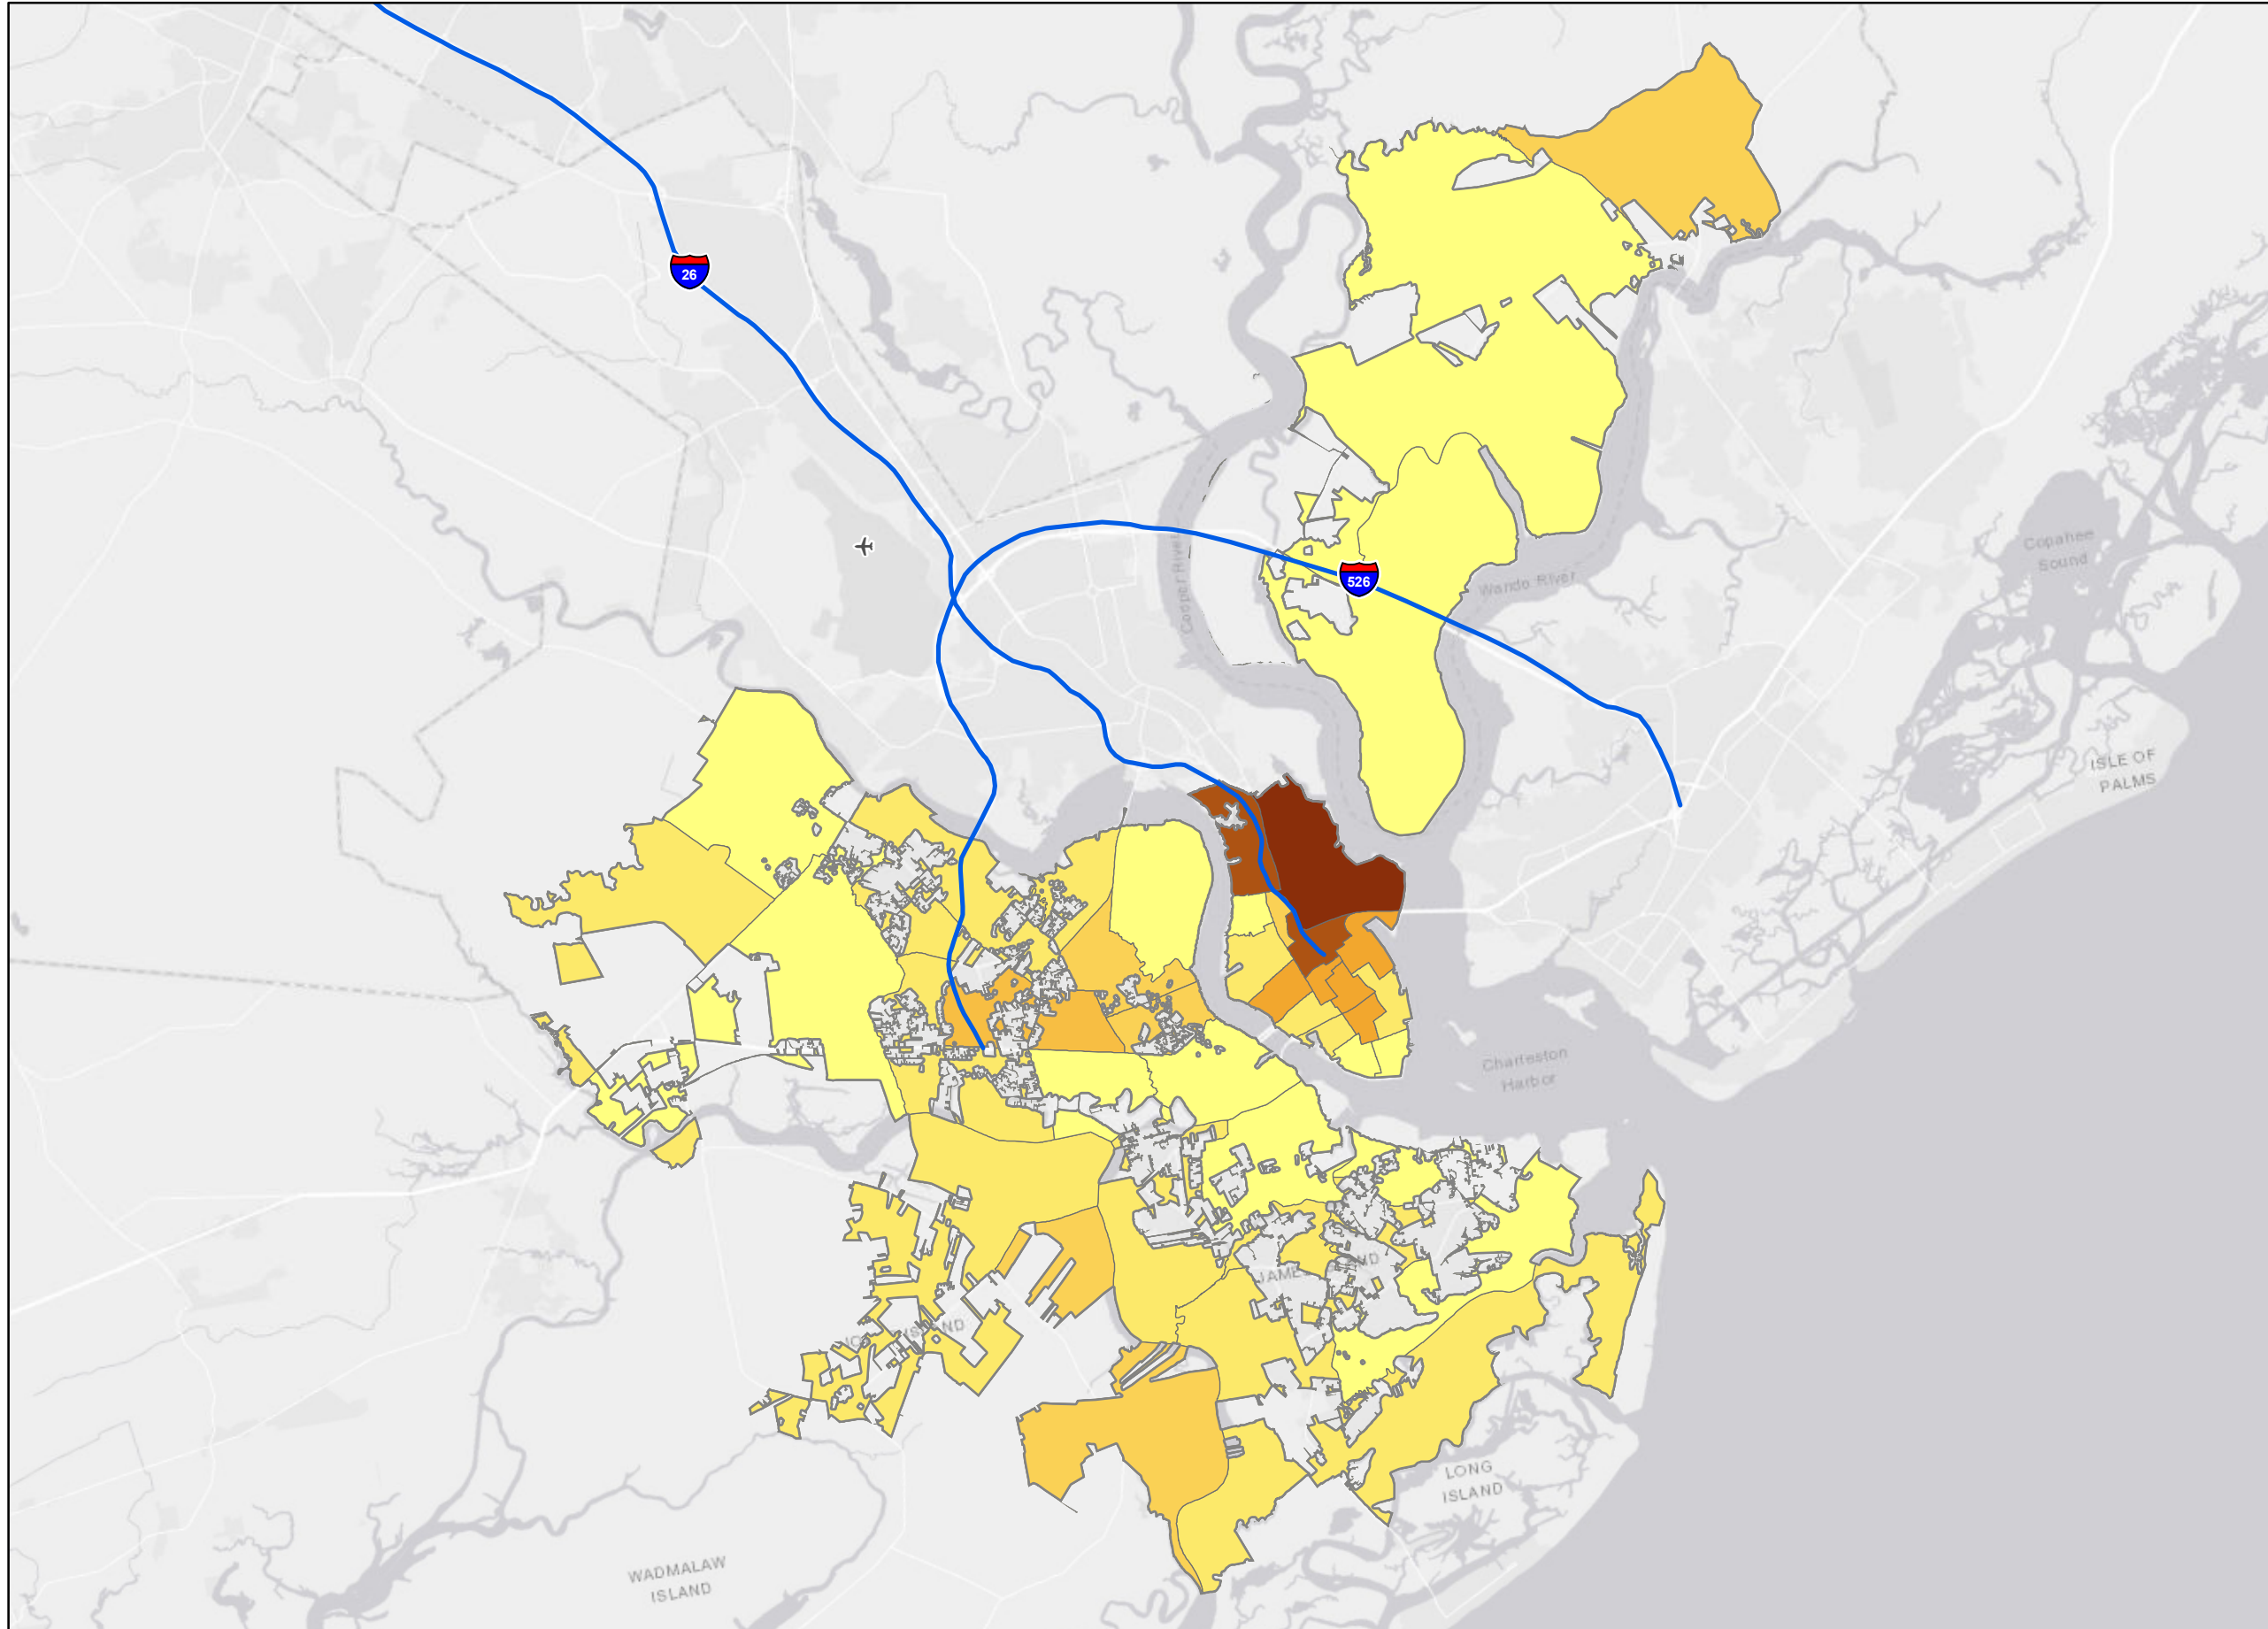 26
Copahee
Sound
526
Wando River
Cooper River
ISLE OF
PALMS
Charleston
Harbor
LONG
ISLAND
WADMALAW
ISLAND